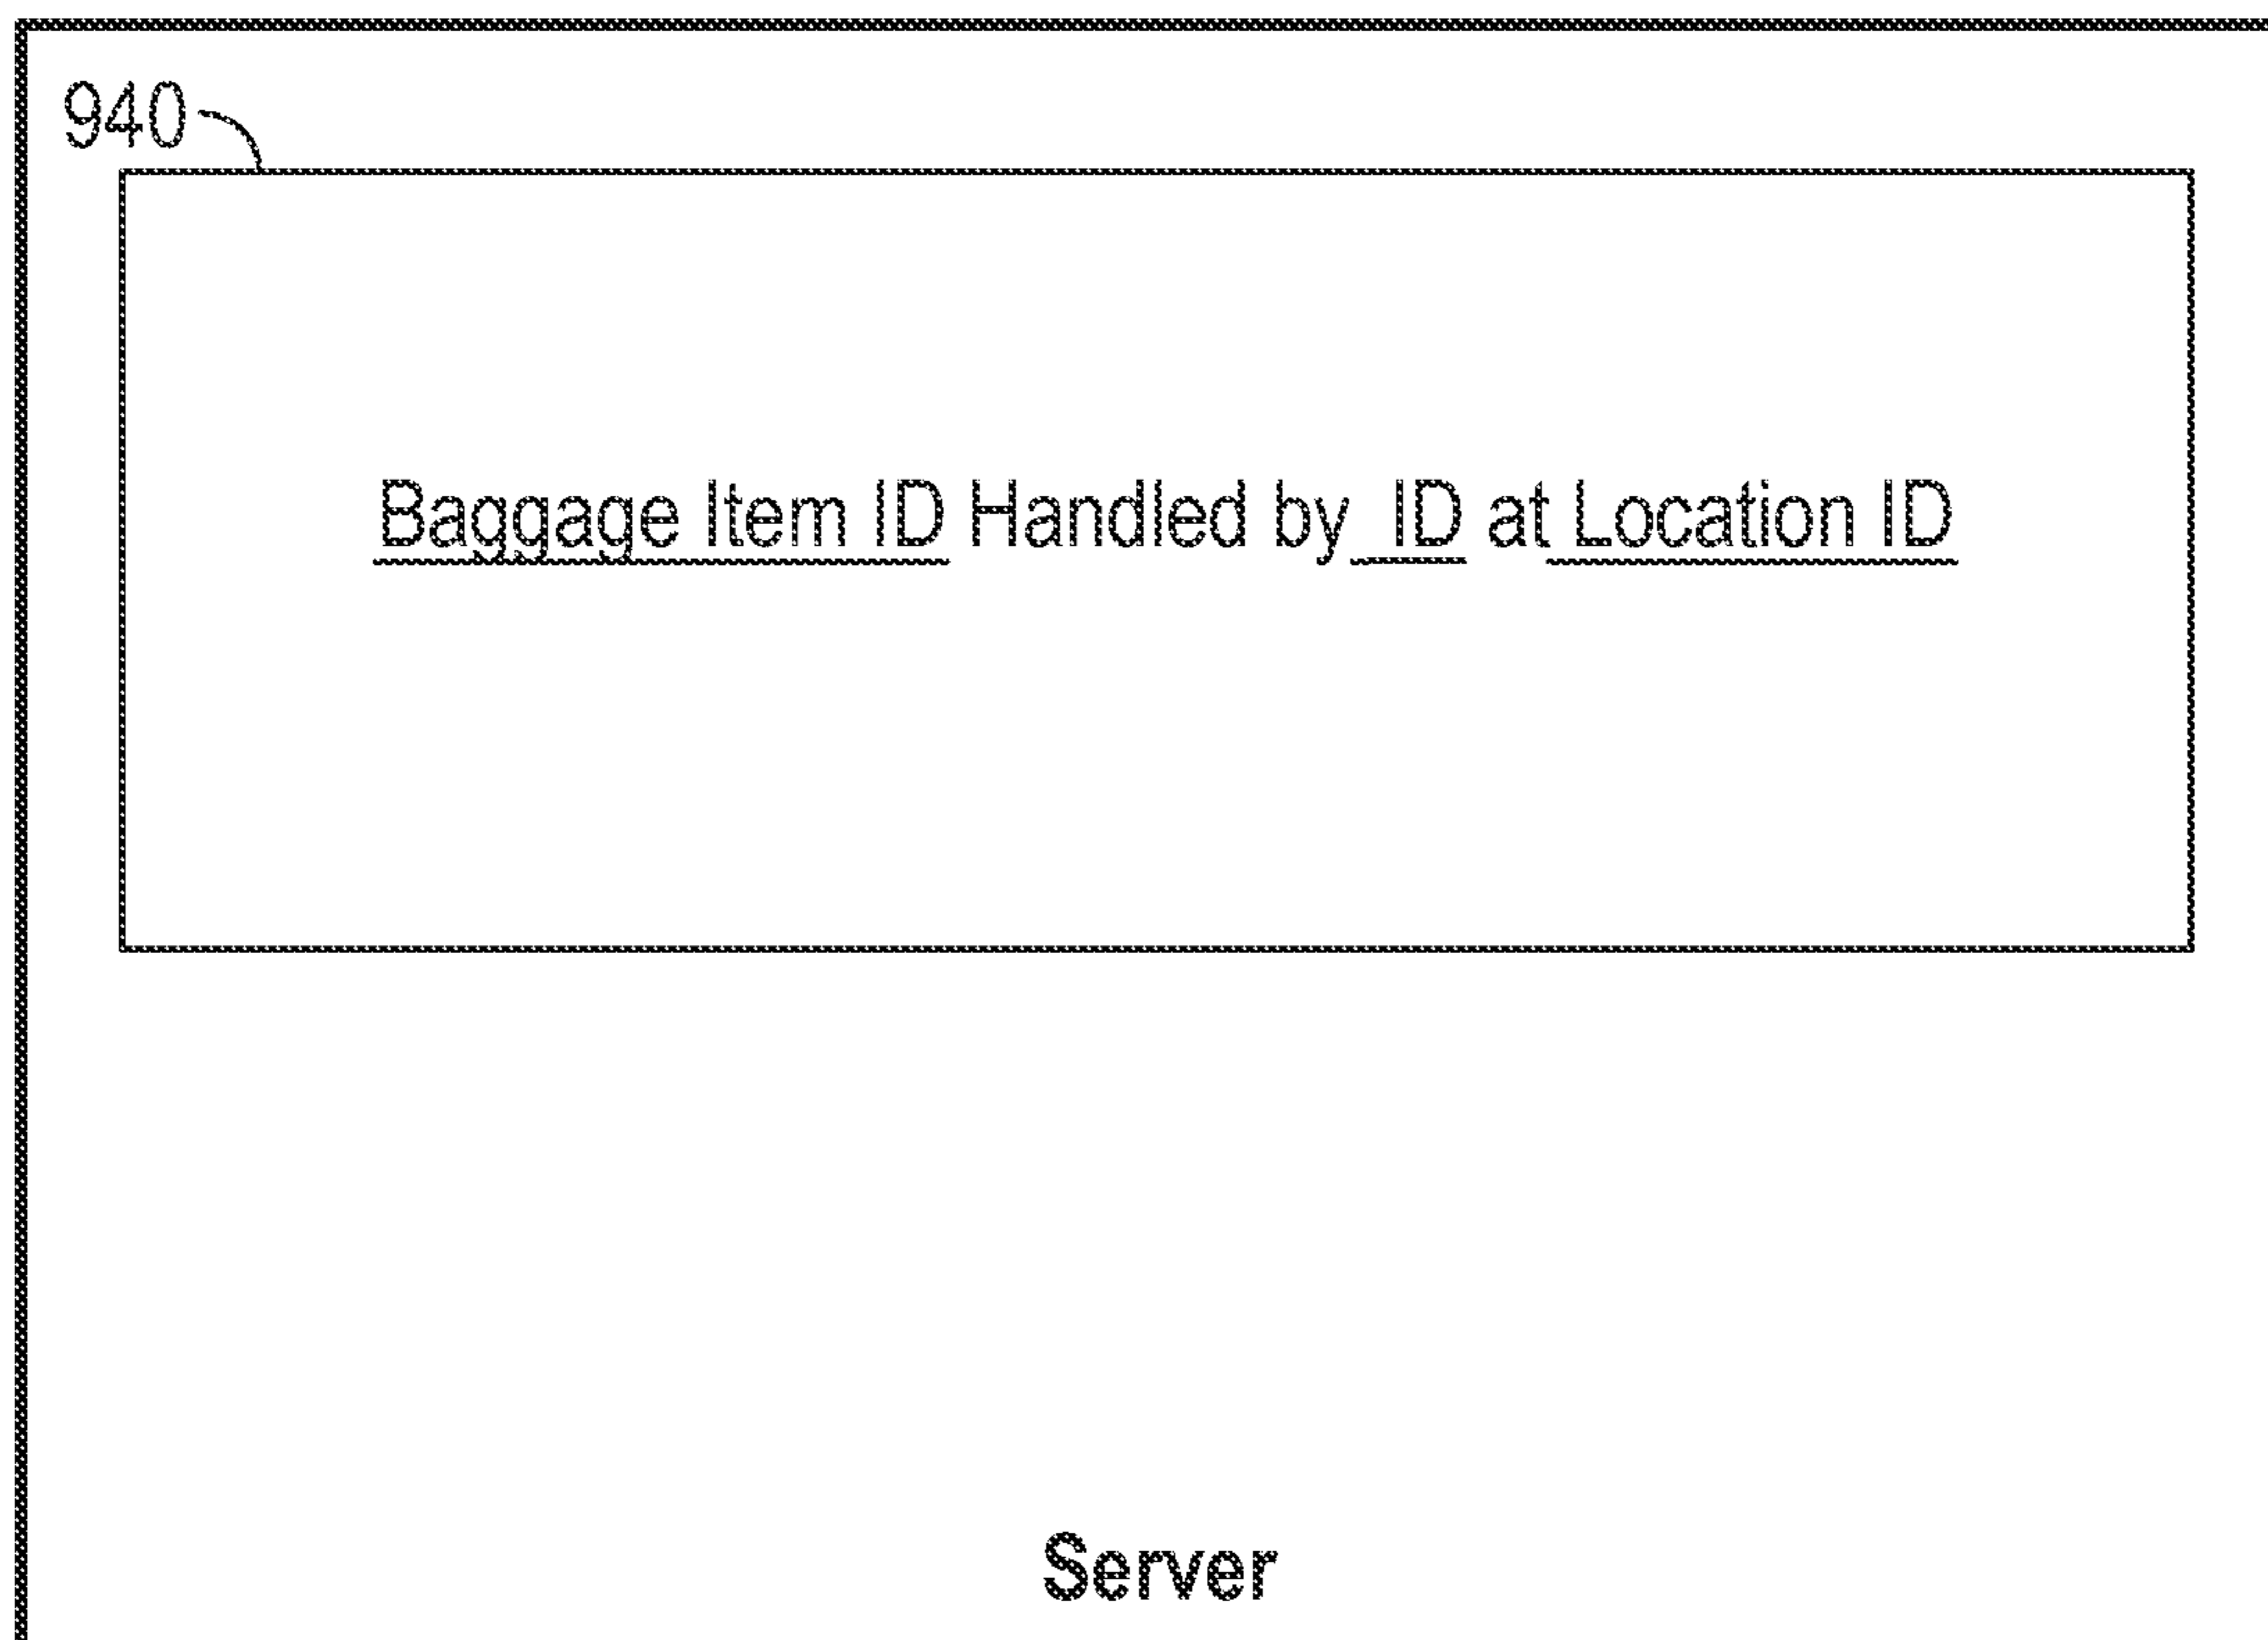 940
Baggage Item ID Handled by ID at Location ID
Server